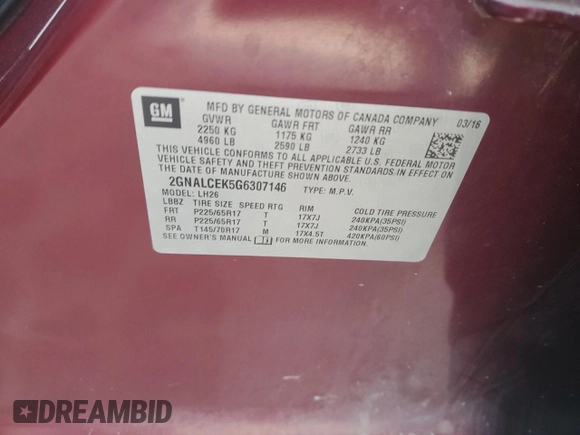 GM
MFD BY GENERAL MOTORS OF CANADA COMPANY
03/16
GVWR GAWR FRT GAWR RR
2250 KG 1175 KG 1240 KG
4960 LB 2590 LB 2733 LB
THIS VEHICLE CONFORMS TO ALL APPLICABLE U.S. FEDERAL MOTOR
VEHICLE SAFETY AND THEFT PREVENTION STANDARDS IN EFFECT ON THE
DATE OF MANUFACTURE SHOWN ABOVE.
2GNALCEK5G6307146 TYPE: M.P.V.
MODEL: LH26
LBBZ TIRE SIZE SPEED RTG RIM COLD TIRE PRESSURE
FRT P225/65R17 T 17X7J 240KPA(35PSI)
RR P225/65R17 T 17X7J 240KPA(35PSI)
SPA T145/70R17 M 17X4.5T 420KPA(60PSI)
SEE OWNER'S MANUAL FOR MORE INFORMATION.
DREAMBID